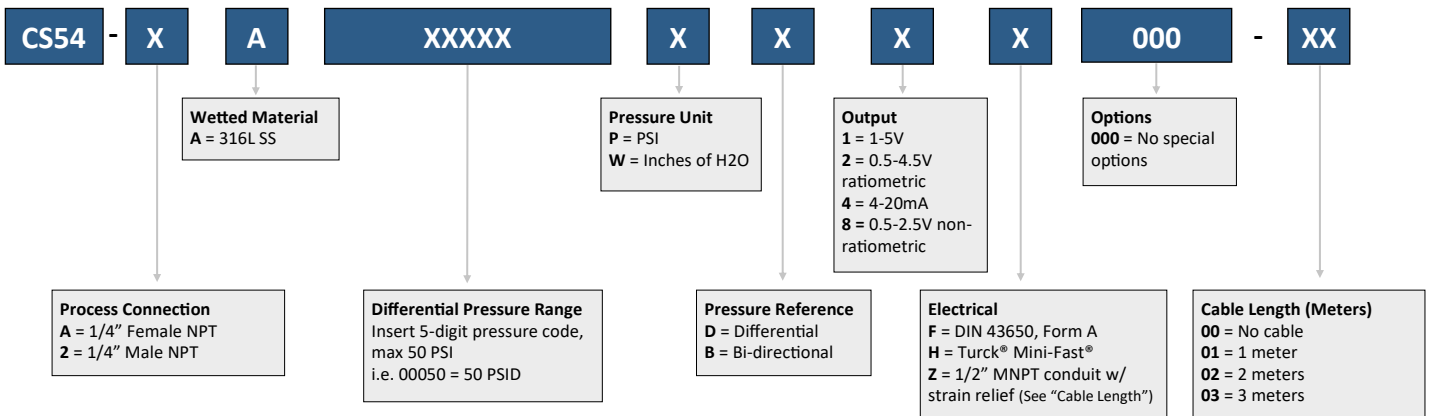 CS54 - X A XXXXX X X X X 000 - XX
Wetted Material
A = 316L SS
Pressure Unit
P = PSI
W = Inches of H2O
Output
1 = 1-5V
2 = 0.5-4.5V
ratiometric
4 = 4-20mA
8 = 0.5-2.5V non-
ratiometric
Options
000 = No special
options
Process Connection
A = 1/4” Female NPT
2 = 1/4” Male NPT
Differential Pressure Range
Insert 5-digit pressure code,
max 50 PSI
i.e. 00050 = 50 PSID
Pressure Reference
D = Differential
B = Bi-directional
Electrical
F = DIN 43650, Form A
H = Turck® Mini-Fast®
Z = 1/2” MNPT conduit w/
strain relief (See “Cable Length”)
Cable Length (Meters)
00 = No cable
01 = 1 meter
02 = 2 meters
03 = 3 meters